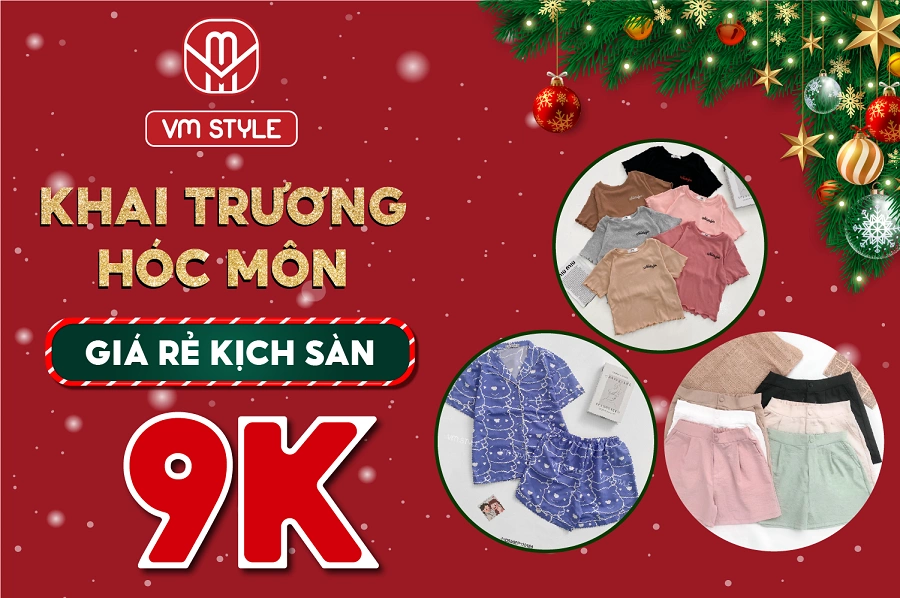 VM STYLE
KHAI TRƯƠNG
HÓC MÔN
GIÁ RẺ KỊCH SÀN
9K